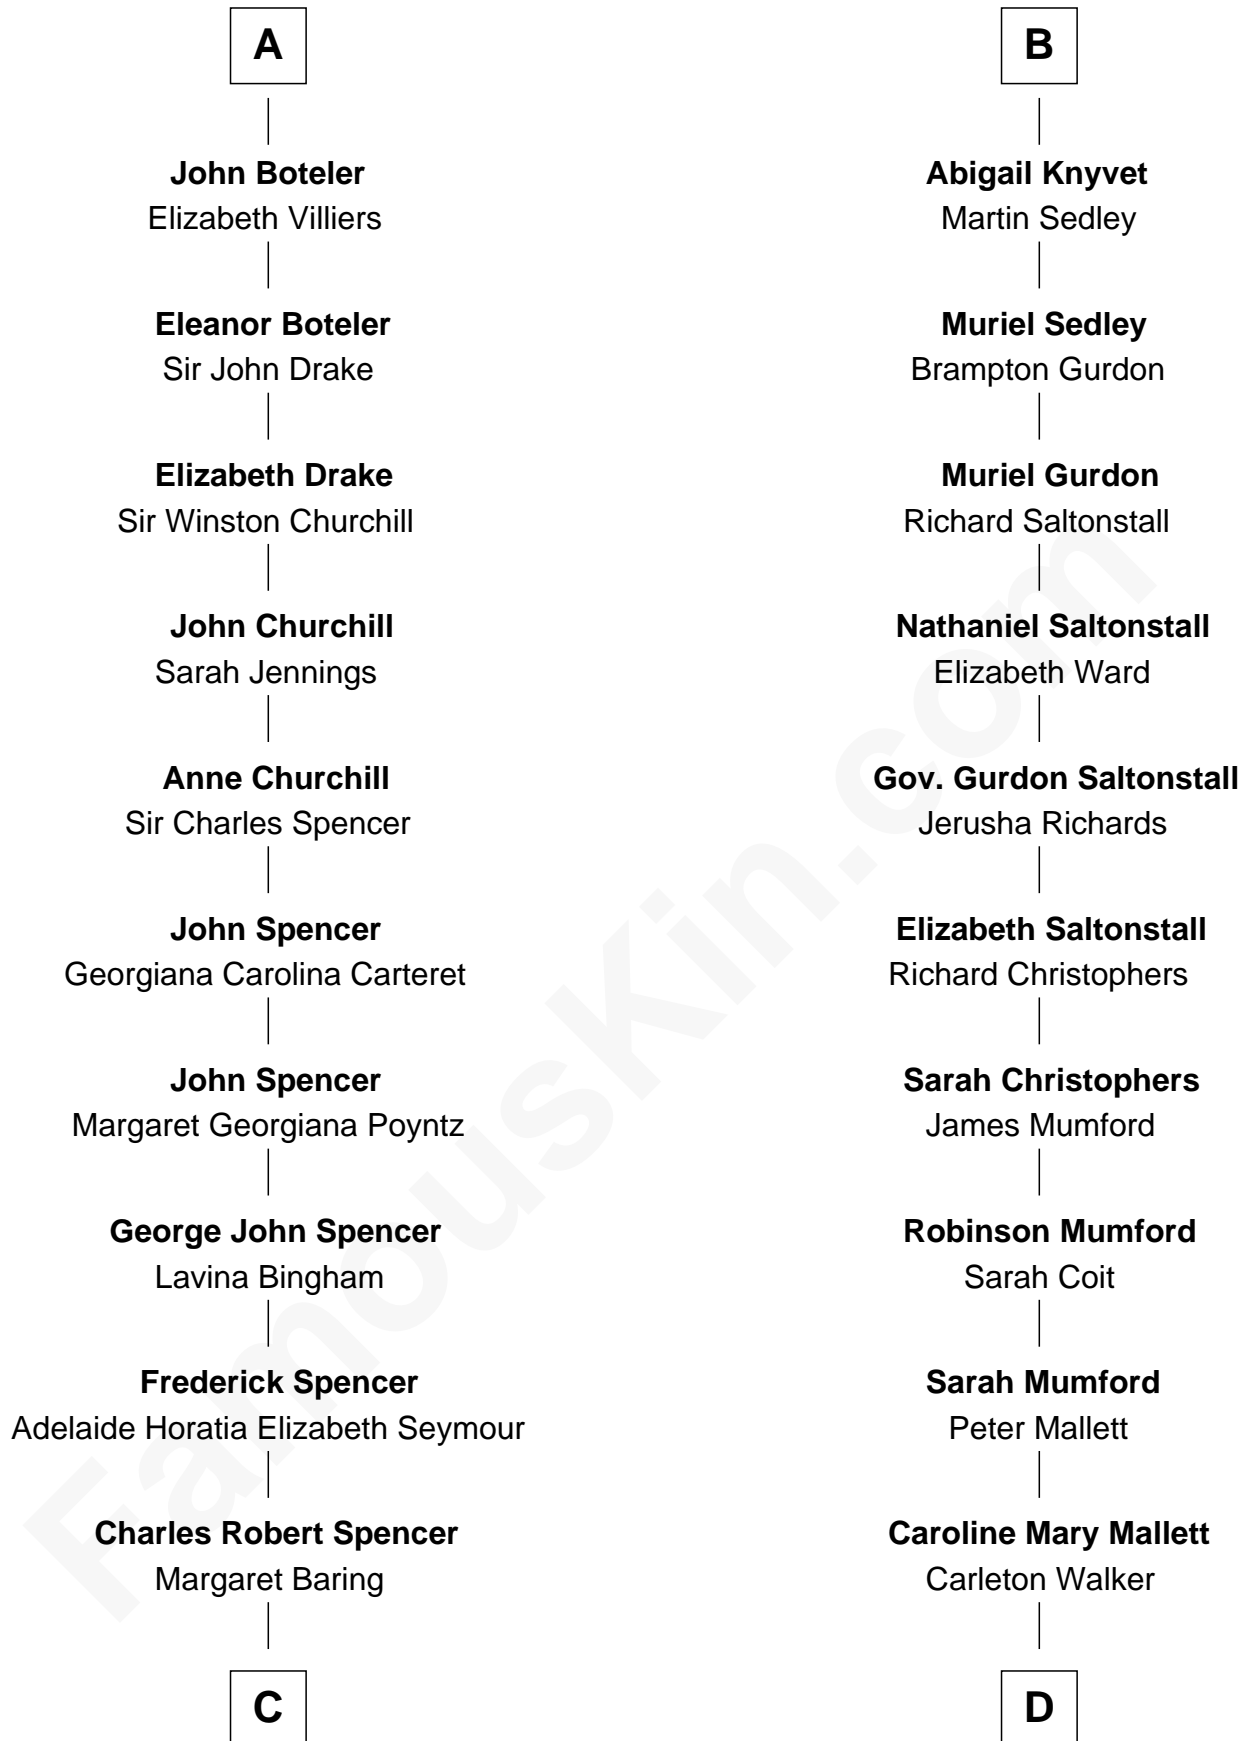 A
John Boteler
Elizabeth Villiers
Eleanor Boteler
Sir John Drake
Elizabeth Drake
Sir Winston Churchill
John Churchill
Sarah Jennings
Anne Churchill
Sir Charles Spencer
John Spencer
Georgiana Carolina Carteret
John Spencer
Margaret Georgiana Poyntz
George John Spencer
Lavina Bingham
Frederick Spencer
Adelaide Horatia Elizabeth Seymour
Charles Robert Spencer
Margaret Baring
C
B
Abigail Knyvet
Martin Sedley
Muriel Sedley
Brampton Gurdon
Muriel Gurdon
Richard Saltonstall
Nathaniel Saltonstall
Elizabeth Ward
Gov. Gurdon Saltonstall
Jerusha Richards
Elizabeth Saltonstall
Richard Christophers
Sarah Christophers
James Mumford
Robinson Mumford
Sarah Coit
Sarah Mumford
Peter Mallett
Caroline Mary Mallett
Carleton Walker
D
FamousKin.com